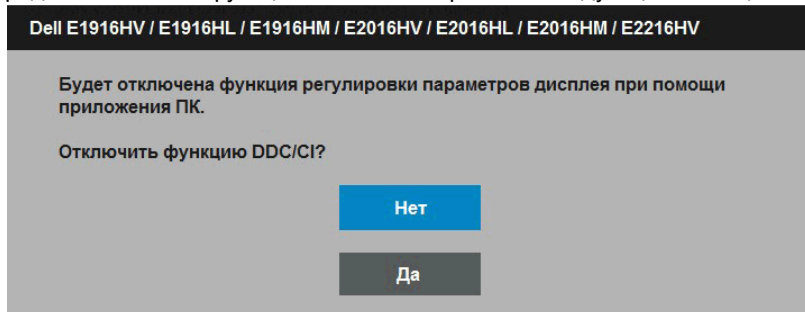 Dell E1916HV / E1916HL / E1916HM / E2016HV / E2016HL / E2016HM / E2216HV
Будет отключена функция регулировки параметров дисплея при помощи
приложения ПК.
Отключить функцию DDC/CI?
Нет
Да